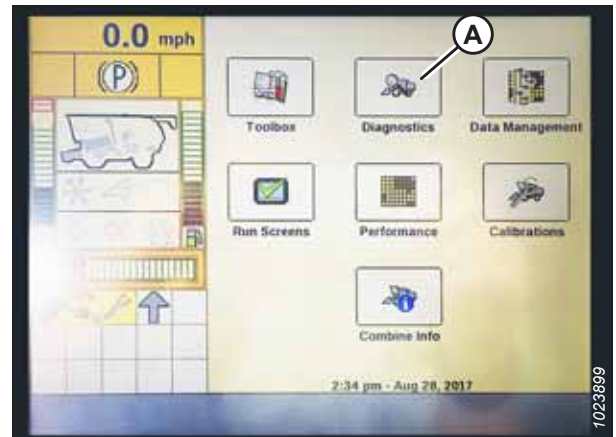 0.0 mph
(P)
A
Toolbox
Diagnostics
Data Management
Run Screens
Performance
Calibrations
Combine Info
2:34 pm - Aug 28, 2017
1023899